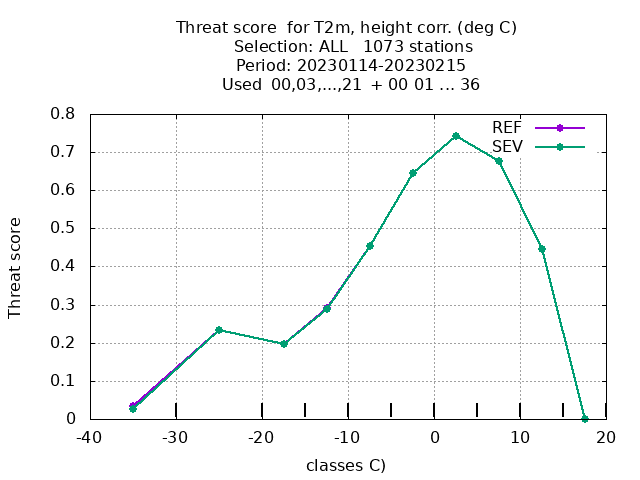 Threat score  for T2m, height corr. (deg C)
Selection: ALL   1073 stations
Period: 20230114-20230215
Used  00,03,...,21  + 00 01 ... 36
REF
SEV
0.8
0.7
0.6
0.5
0.4
0.3
0.2
0.1
0
Threat score
-40 -30 -20 -10 0 10 20
classes C)